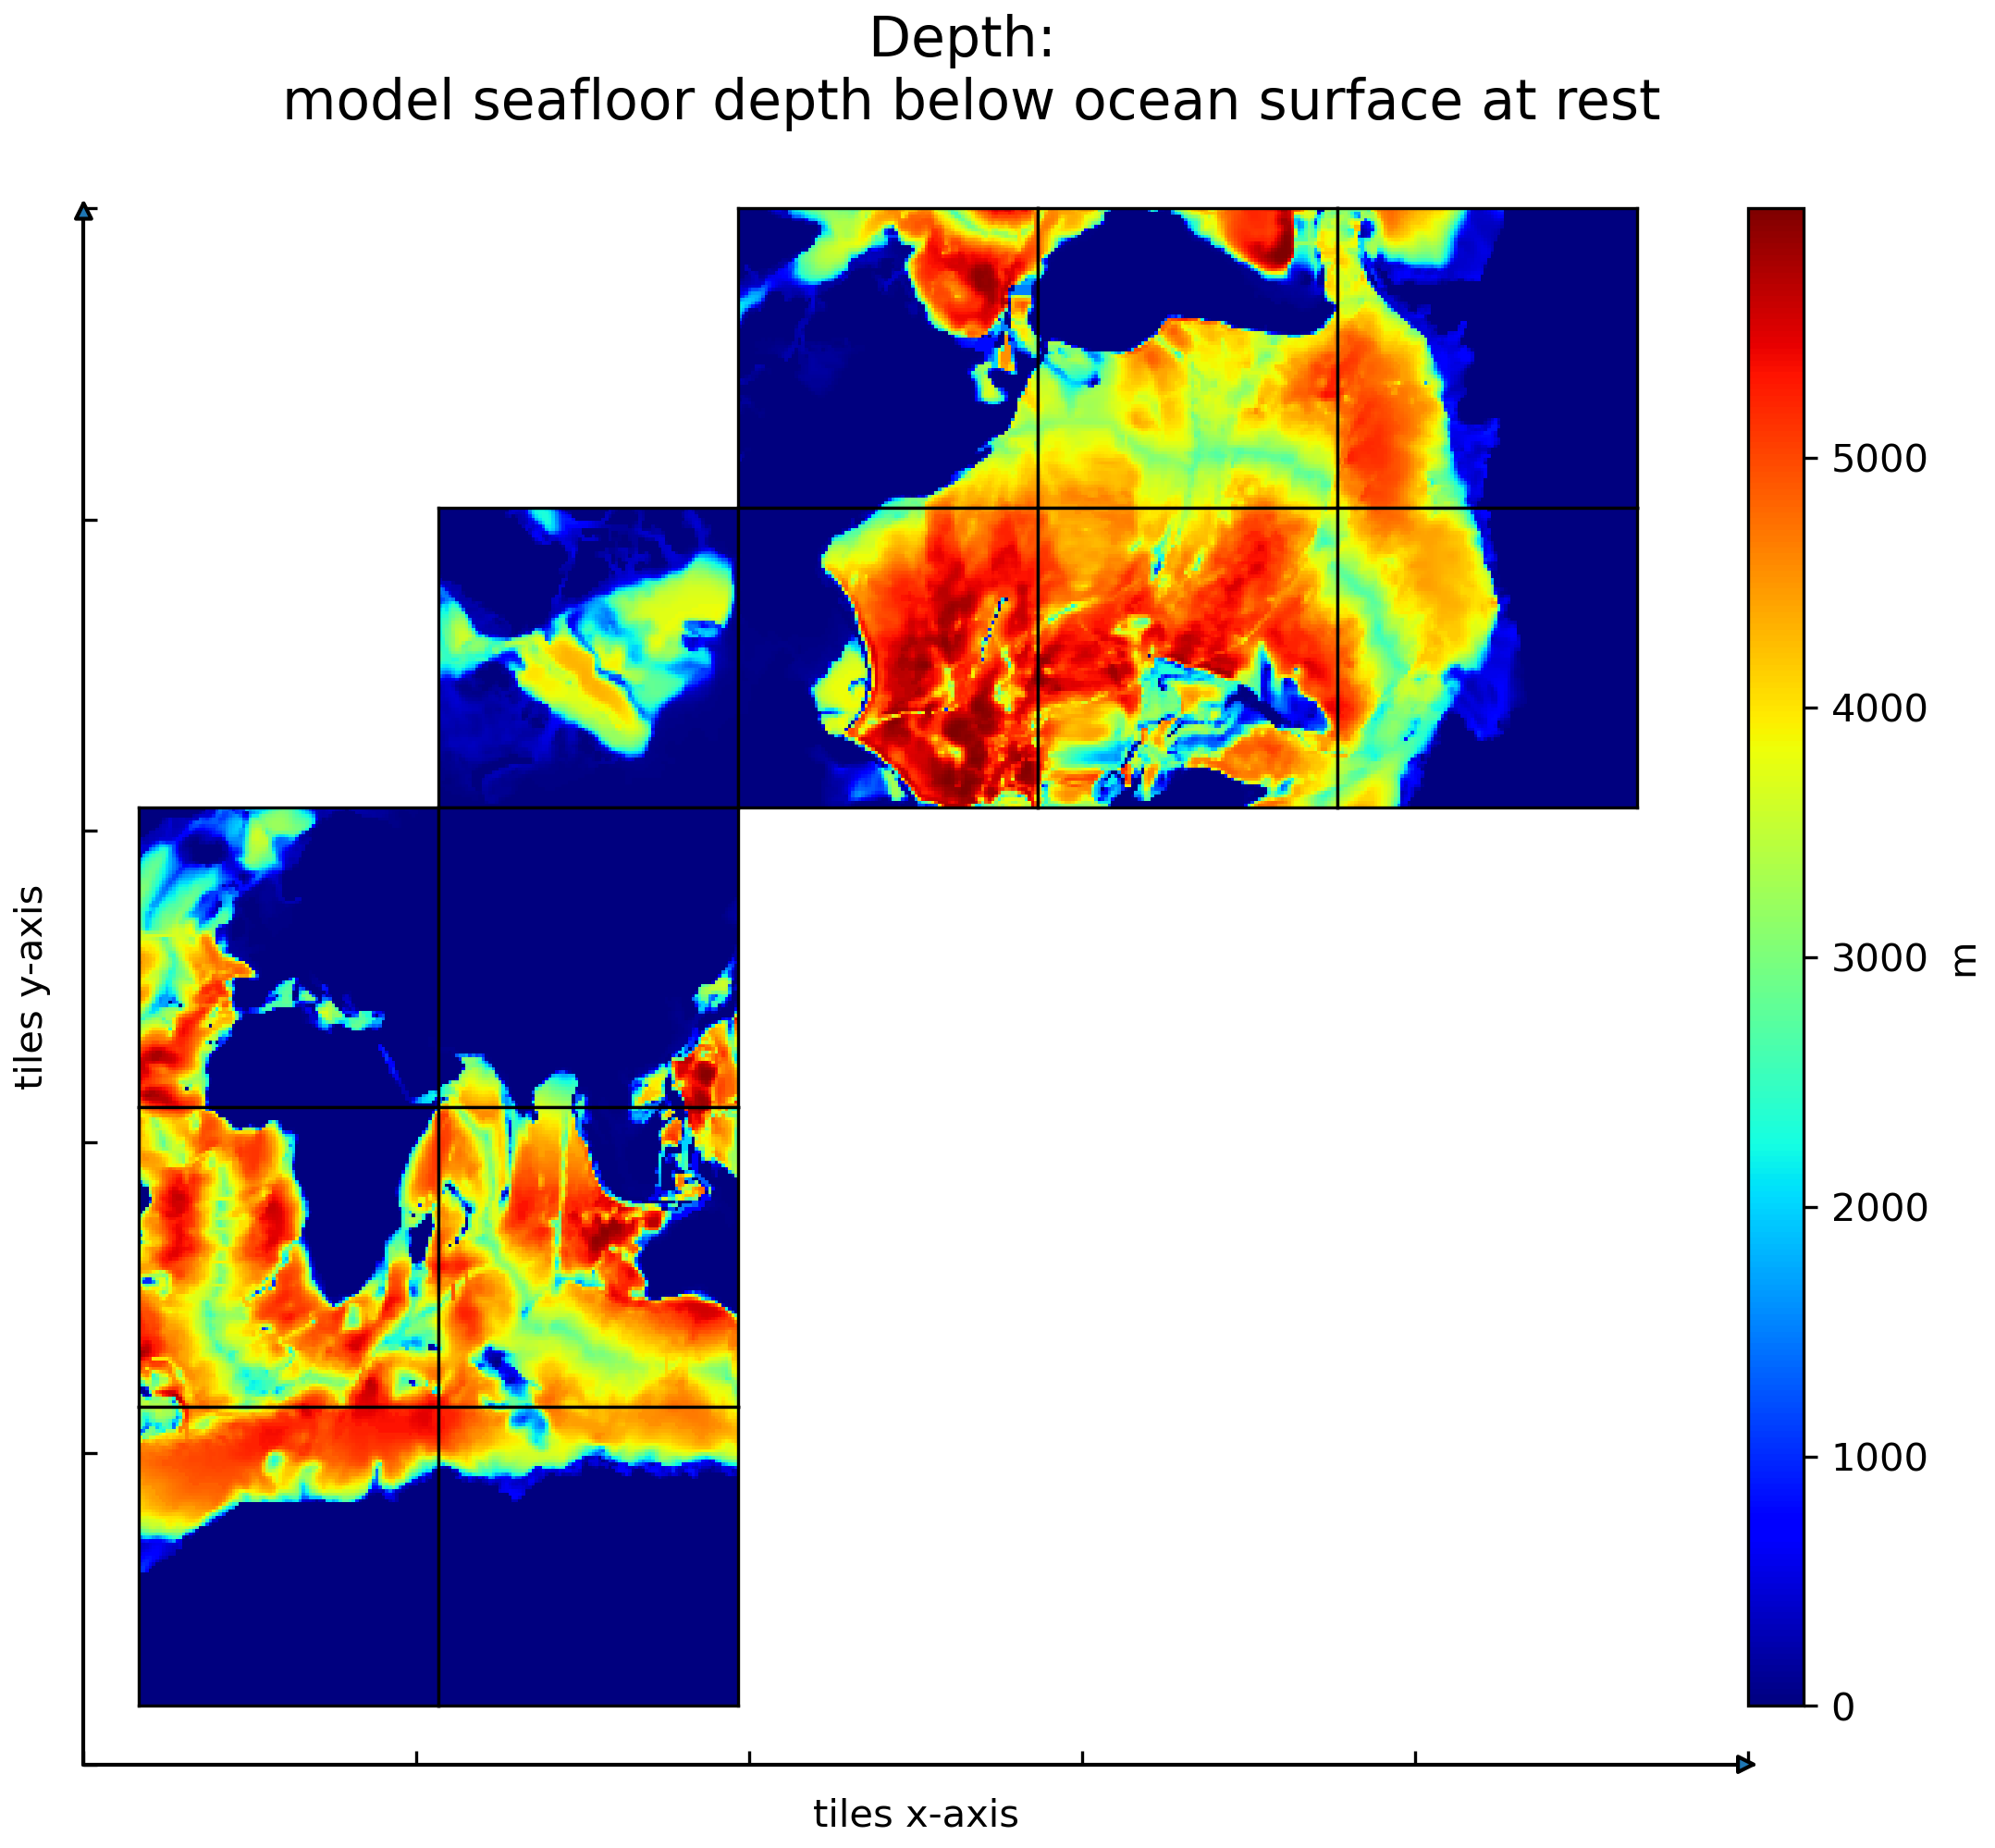 Depth:
model seafloor depth below ocean surface at rest
5000
4000
3000
2000
1000
0
m
tiles y-axis
tiles x-axis